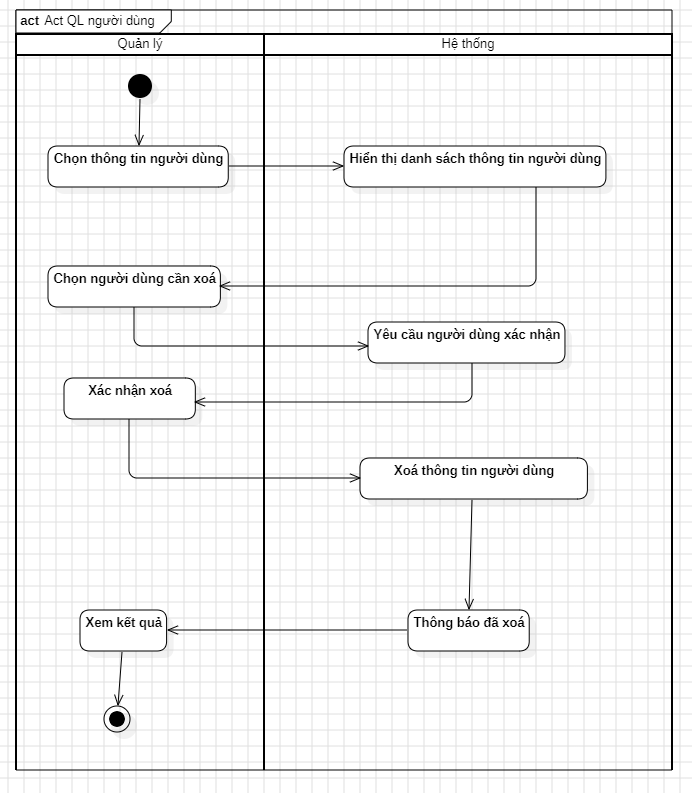 act Act QL người dùng
Quản lý
Hệ thống
Chọn thông tin người dùng
Hiển thị danh sách thông tin người dùng
Chọn người dùng cần xoá
Yêu cầu người dùng xác nhận
Xác nhận xoá
Xoá thông tin người dùng
Xem kết quả
Thông báo đã xoá